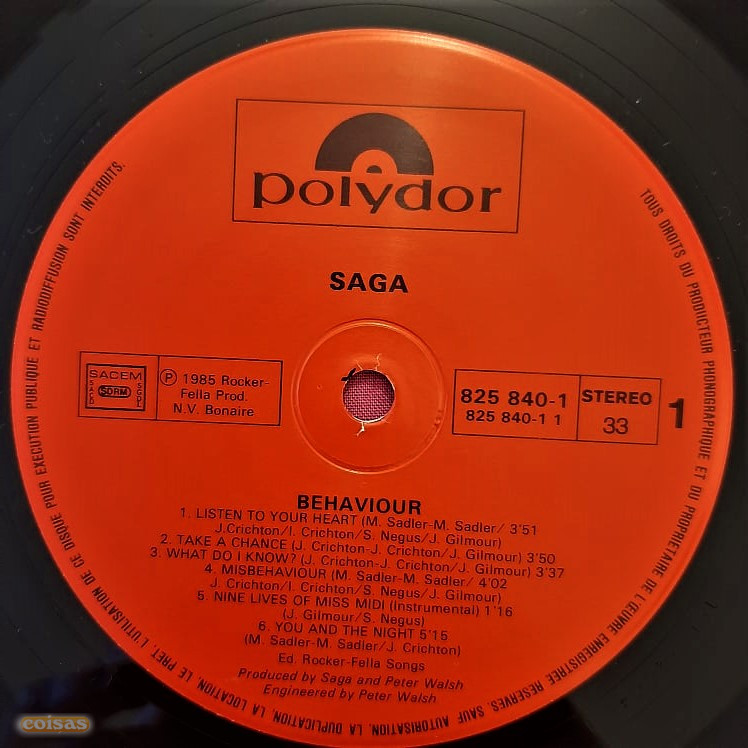 polydor
SAGA
SACEM
SACD
SDRM
SGDL
Ⓟ 1985 Rocker-
Fella Prod.
N.V. Bonaire
825 840-1
825 840-1 1
STEREO
33
1
BEHAVIOUR
1. LISTEN TO YOUR HEART (M. Sadler-M. Sadler/ 3'51
J.Crichton/I. Crichton/S. Negus/J. Gilmour)
2. TAKE A CHANCE (J. Crichton-J. Crichton/J. Gilmour) 3'50
3. WHAT DO I KNOW? (J. Crichton-J. Crichton/J. Gilmour) 3'37
4. MISBEHAVIOUR (M. Sadler-M. Sadler/ 4'02
J. Crichton/I. Crichton/S. Negus/J. Gilmour)
5. NINE LIVES OF MISS MIDI (Instrumental) 1'16
(J. Gilmour/S. Negus)
6. YOU AND THE NIGHT 5'15
(M. Sadler-M. Sadler/J. Crichton)
Ed. Rocker-Fella Songs
Produced by Saga and Peter Walsh
Engineered by Peter Walsh
TOUS DROITS DU PRODUCTEUR PHONOGRAPHIQUE ET DU PROPRIETAIRE DE L'ŒUVRE ENREGISTREE RESERVES. SAUF AUTORISATION, LA DUPLICATION, LA LOCATION, LE PRET, L'UTILISATION DE CE DISQUE POUR EXECUTION PUBLIQUE ET RADIODIFFUSION SONT INTERDITS.
coisas